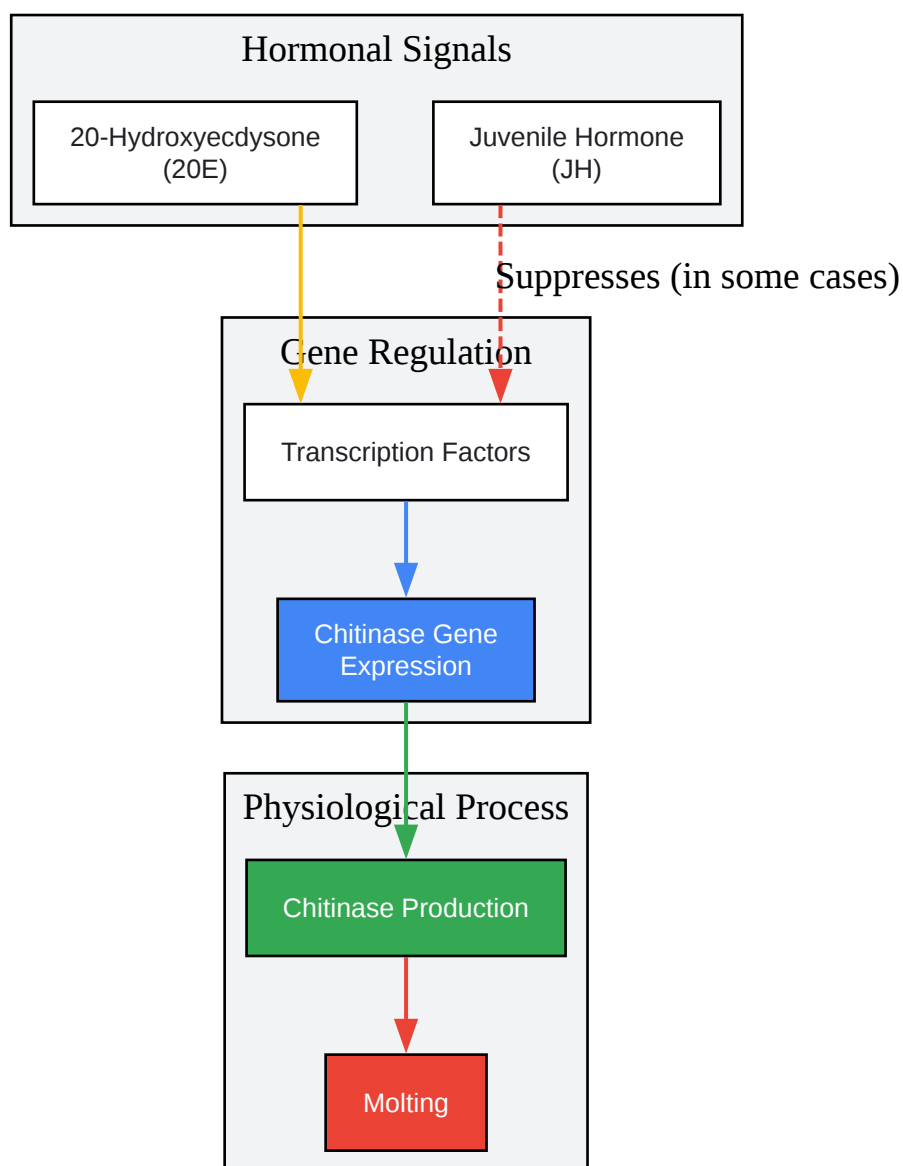 Hormonal Signals
20-Hydroxyecdysone
(20E)
Juvenile Hormone
(JH)
Suppresses (in some cases)
Gene Regulation
Transcription Factors
Chitinase Gene
Expression
Physiological Process
Chitinase Production
Molting